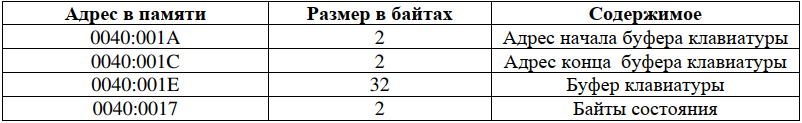 Адрес в памяти Размер в байтах Содержимое
0040:001A 2 Адрес начала буфера клавиатуры
0040:001C 2 Адрес конца буфера клавиатуры
0040:001E 32 Буфер клавиатуры
0040:0017 2 Байты состояния